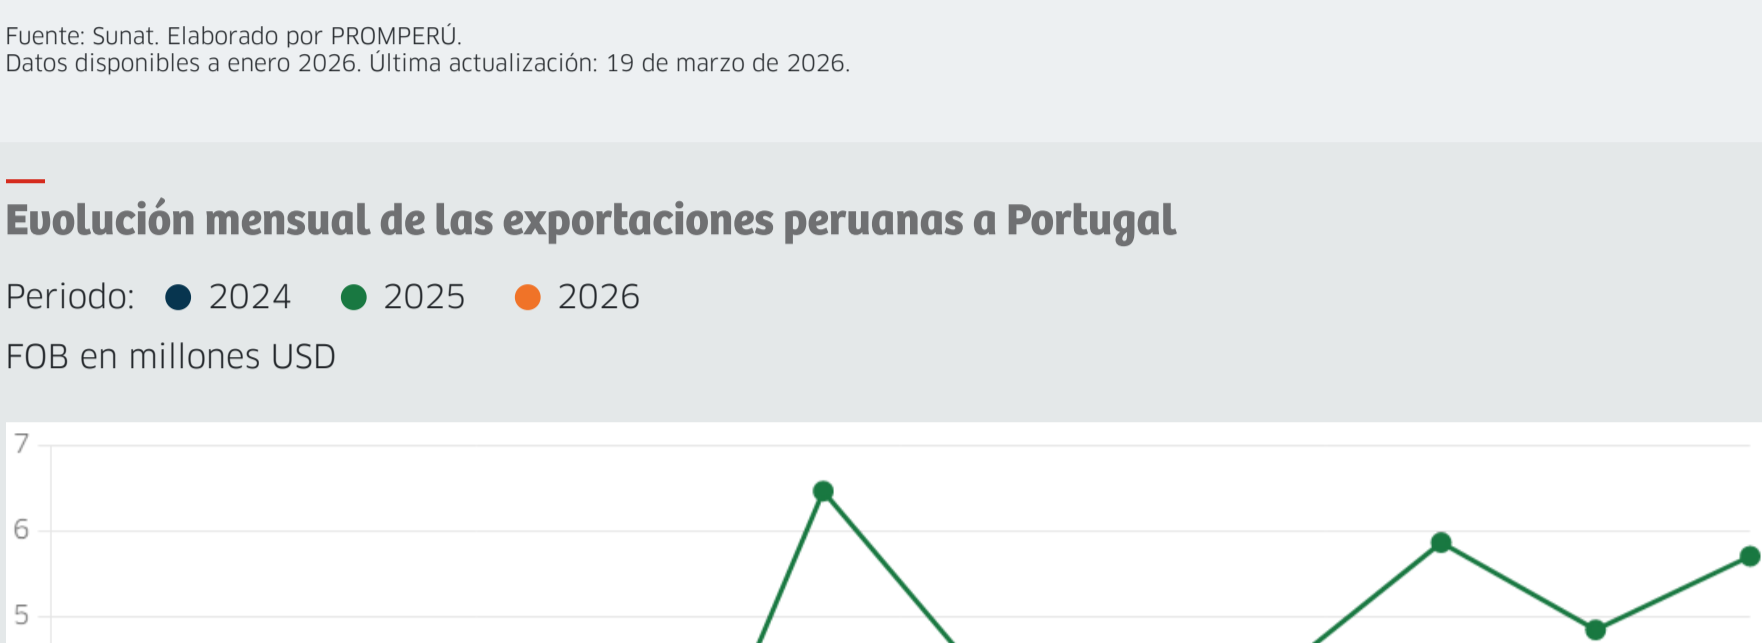 Fuente: Sunat. Elaborado por PROMPERÚ.
Datos disponibles a enero 2026. Última actualización: 19 de marzo de 2026.
Evolución mensual de las exportaciones peruanas a Portugal
Periodo: 2024 2025 2026
FOB en millones USD
7
6
5